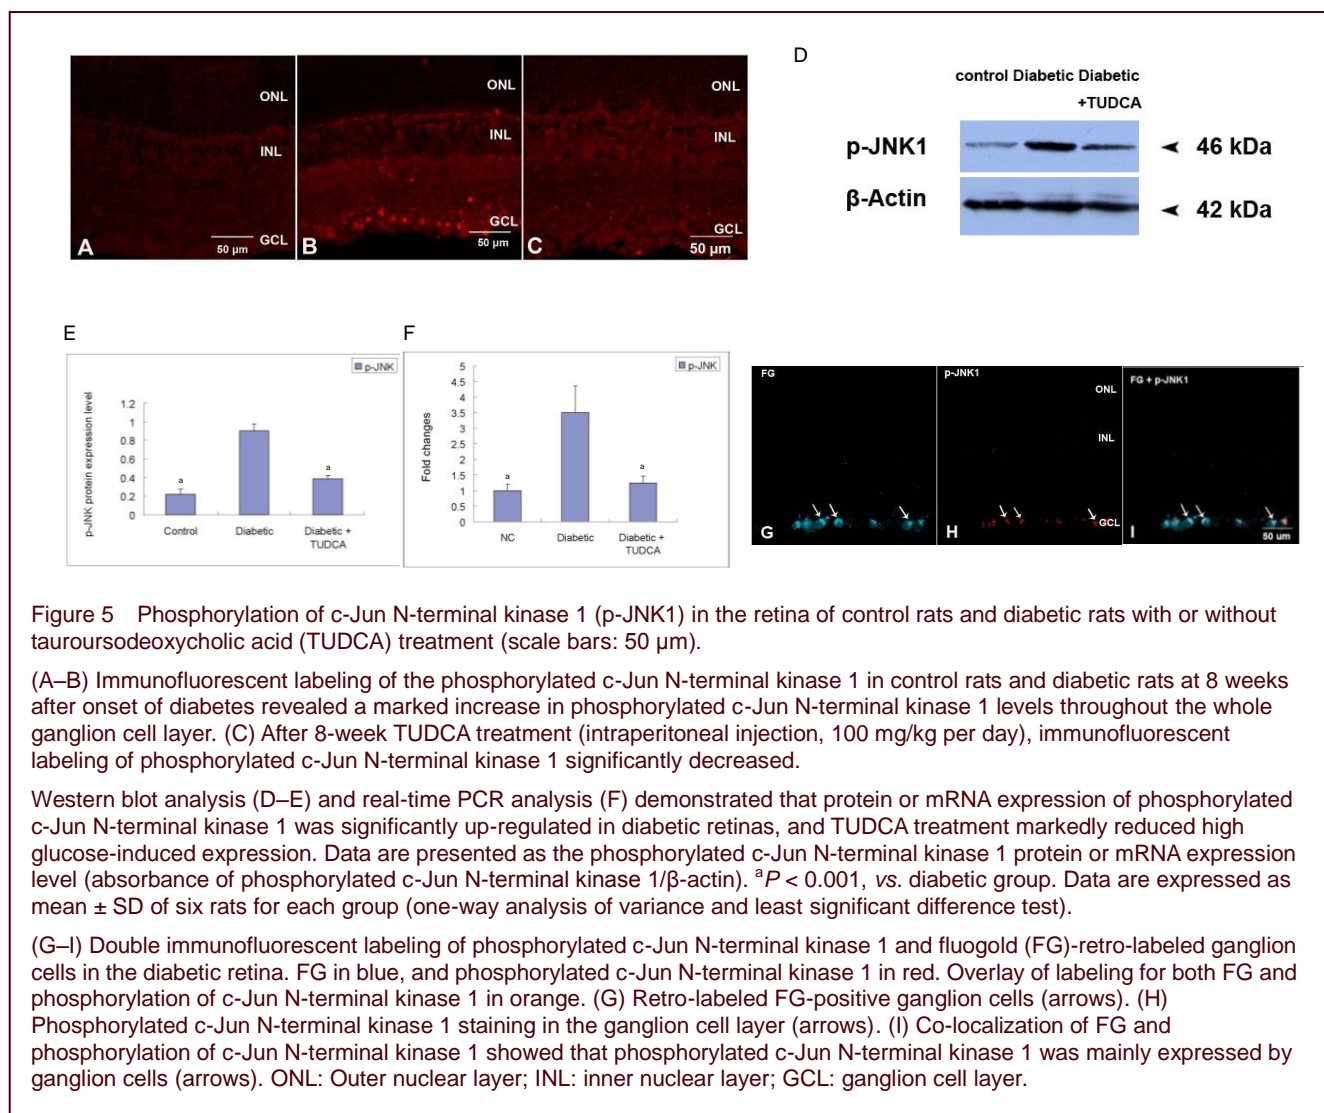 ONL
INL
GCL
50 µm
A
ONL
INL
GCL
50 µm
B
ONL
INL
GCL
50 µm
C
D
control Diabetic Diabetic
+TUDCA
p-JNK1
46 kDa
β-Actin
42 kDa
E
p-JNK
p-JNK protein expression level
1.2
1
0.8
0.6
0.4
0.2
0
a
a
Control
Diabetic
Diabetic +
TUDCA
F
p-JNK
Fold changes
5
4.5
4
3.5
3
2.5
2
1.5
1
0.5
0
a
a
NC
Diabetic
Diabetic +
TUDCA
FG
G
p-JNK1
ONL
INL
GCL
H
FG + p-JNK1
50 um
I
Figure 5 Phosphorylation of c-Jun N-terminal kinase 1 (p-JNK1) in the retina of control rats and diabetic rats with or without
tauroursodeoxycholic acid (TUDCA) treatment (scale bars: 50 µm).
(A–B) Immunofluorescent labeling of the phosphorylated c-Jun N-terminal kinase 1 in control rats and diabetic rats at 8 weeks
after onset of diabetes revealed a marked increase in phosphorylated c-Jun N-terminal kinase 1 levels throughout the whole
ganglion cell layer. (C) After 8-week TUDCA treatment (intraperitoneal injection, 100 mg/kg per day), immunofluorescent
labeling of phosphorylated c-Jun N-terminal kinase 1 significantly decreased.
Western blot analysis (D–E) and real-time PCR analysis (F) demonstrated that protein or mRNA expression of phosphorylated
c-Jun N-terminal kinase 1 was significantly up-regulated in diabetic retinas, and TUDCA treatment markedly reduced high
glucose-induced expression. Data are presented as the phosphorylated c-Jun N-terminal kinase 1 protein or mRNA expression
level (absorbance of phosphorylated c-Jun N-terminal kinase 1/β-actin). aP < 0.001, vs. diabetic group. Data are expressed as
mean ± SD of six rats for each group (one-way analysis of variance and least significant difference test).
(G–I) Double immunofluorescent labeling of phosphorylated c-Jun N-terminal kinase 1 and fluogold (FG)-retro-labeled ganglion
cells in the diabetic retina. FG in blue, and phosphorylated c-Jun N-terminal kinase 1 in red. Overlay of labeling for both FG and
phosphorylation of c-Jun N-terminal kinase 1 in orange. (G) Retro-labeled FG-positive ganglion cells (arrows). (H)
Phosphorylated c-Jun N-terminal kinase 1 staining in the ganglion cell layer (arrows). (I) Co-localization of FG and
phosphorylation of c-Jun N-terminal kinase 1 showed that phosphorylated c-Jun N-terminal kinase 1 was mainly expressed by
ganglion cells (arrows). ONL: Outer nuclear layer; INL: inner nuclear layer; GCL: ganglion cell layer.